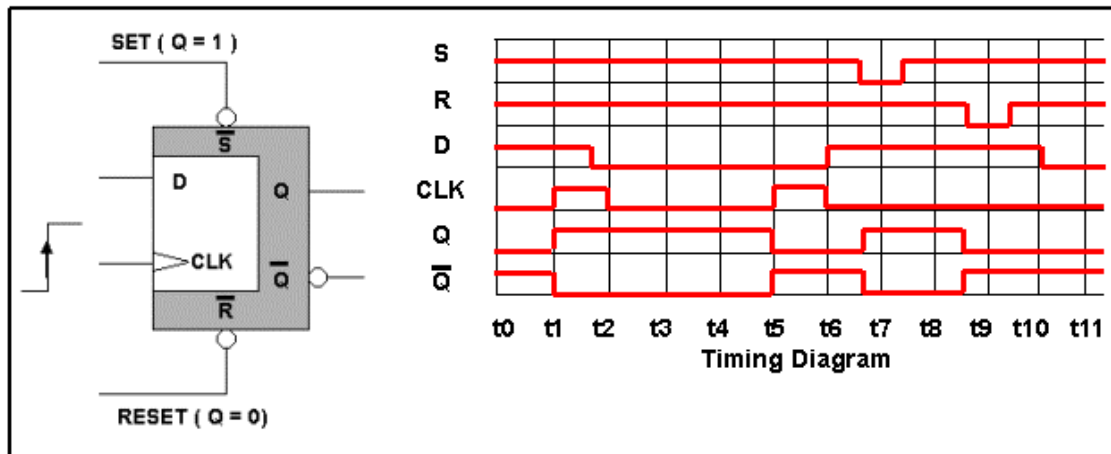 SET ( Q = 1 )
S̅
D
Q
CLK
Q̅
R̅
RESET ( Q = 0)
S
R
D
CLK
Q
Q̅
t0 t1 t2 t3 t4 t5 t6 t7 t8 t9 t10 t11
Timing Diagram